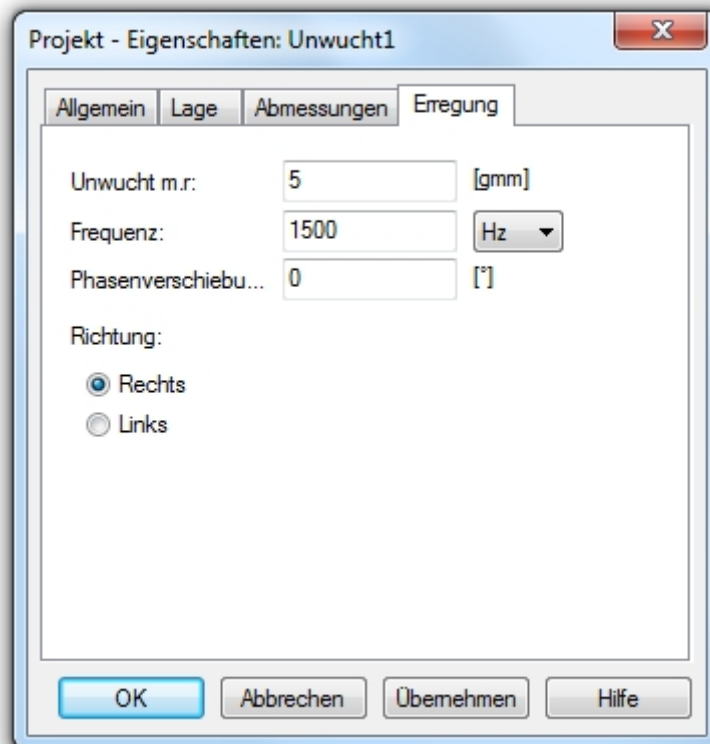 Projekt - Eigenschaften: Unwucht1
Allgemein Lage Abmessungen Erregung
Unwucht m.r: 5 [gmm]
Frequenz: 1500 Hz
Phasenverschiebu... 0 [°]
Richtung:
Rechts
Links
OK Abbrechen Übernehmen Hilfe